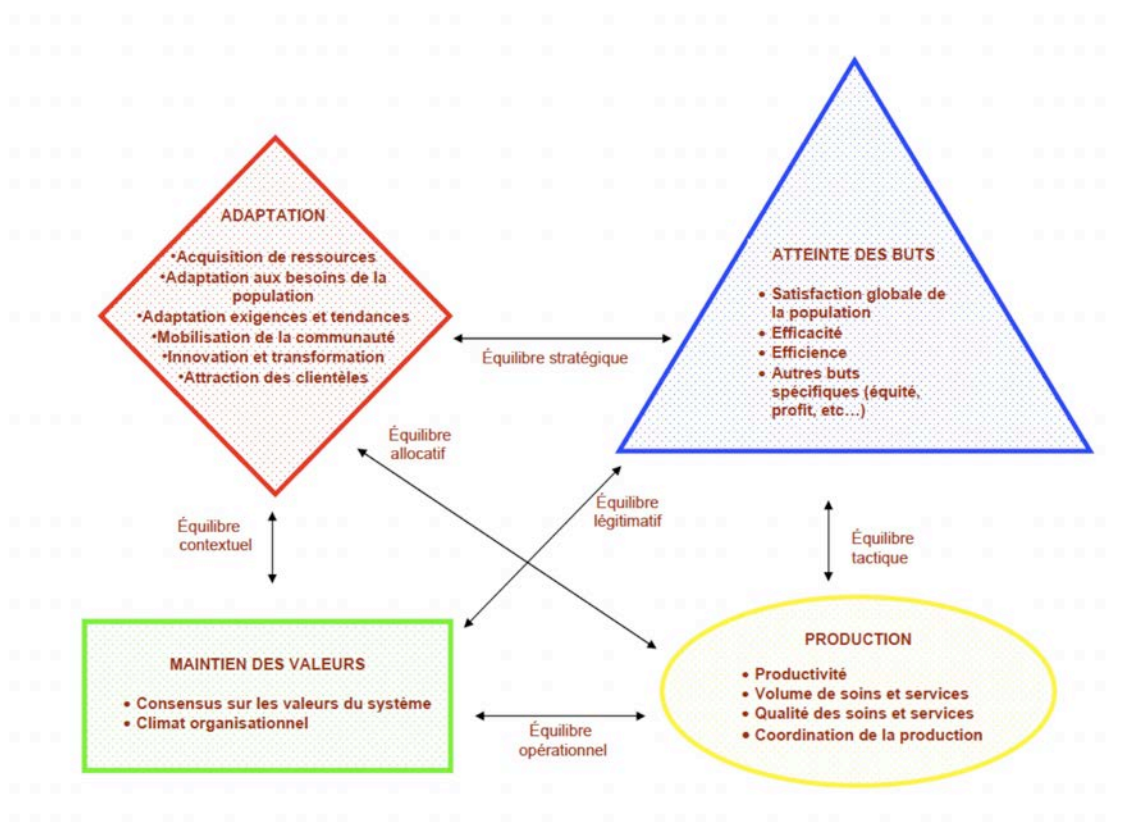 ADAPTATION
•Acquisition de ressources
•Adaptation aux besoins de la
population
•Adaptation exigences et tendances
•Mobilisation de la communauté
•Innovation et transformation
•Attraction des clientèles
ATTEINTE DES BUTS
• Satisfaction globale de
la population
• Efficacité
• Efficience
• Autres buts
spécifiques (équité,
profit, etc…)
Équilibre stratégique
Équilibre
allocatif
Équilibre
légitimatif
Équilibre
contextuel
Équilibre
tactique
MAINTIEN DES VALEURS
• Consensus sur les valeurs du système
• Climat organisationnel
Équilibre
opérationnel
PRODUCTION
• Productivité
• Volume de soins et services
• Qualité des soins et services
• Coordination de la production